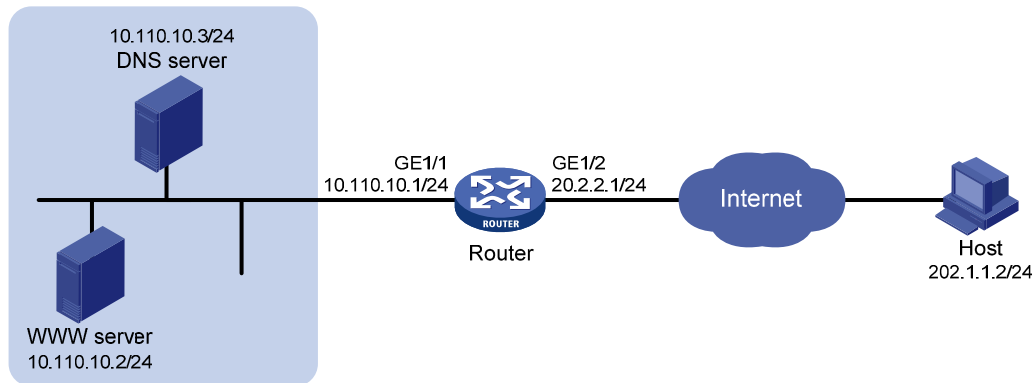 10.110.10.3/24
DNS server
GE1/1
10.110.10.1/24
GE1/2
20.2.2.1/24
ROUTER
Router
Internet
Host
202.1.1.2/24
WWW server
10.110.10.2/24